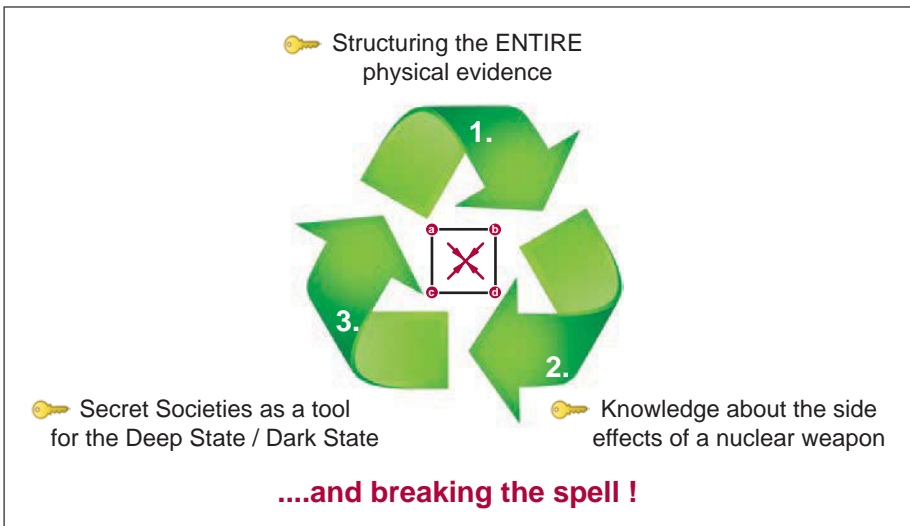 Structuring the ENTIRE
physical evidence
1.
a b
c d
3.
2.
Secret Societies as a tool
for the Deep State / Dark State
Knowledge about the side
effects of a nuclear weapon
....and breaking the spell !